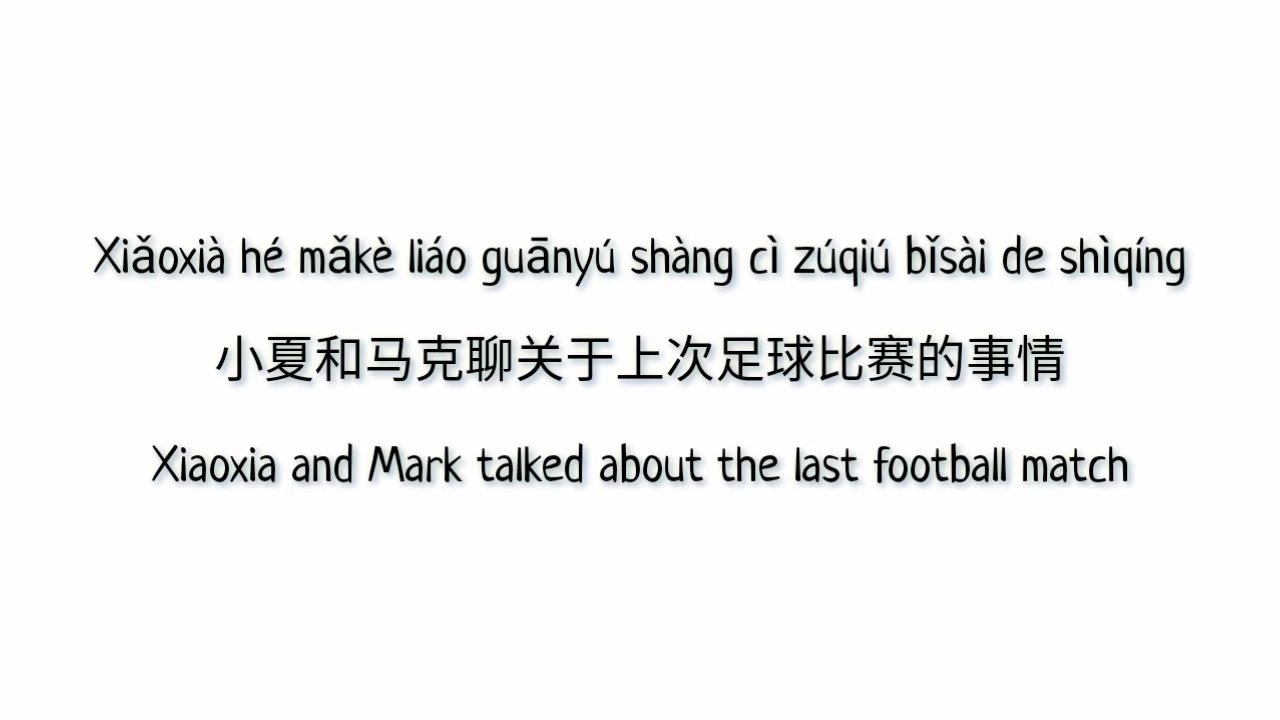 Xiǎoxià hé mǎkè liáo guānyú shàng cì zúqiú bǐsài de shìqíng
小夏和马克聊关于上次足球比赛的事情
Xiaoxia and Mark talked about the last football match